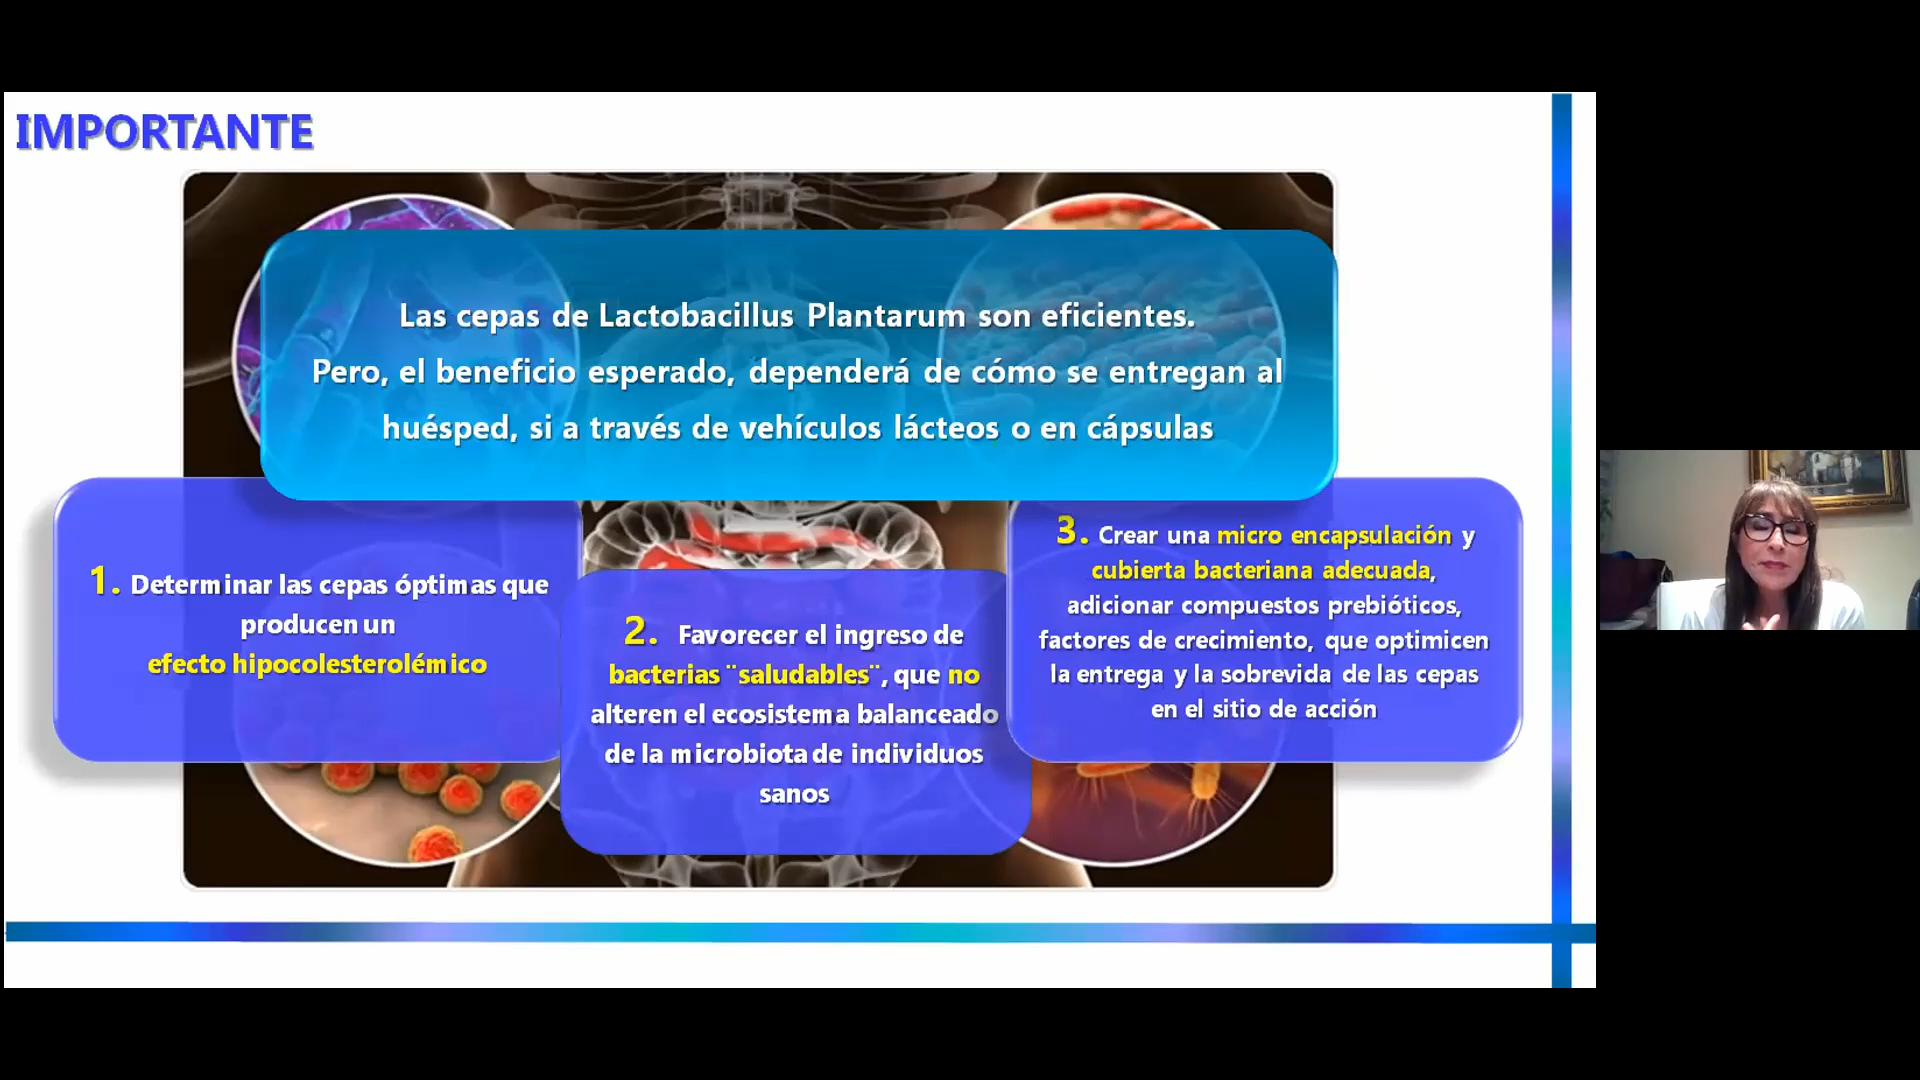 IMPORTANTE
Las cepas de Lactobacillus Plantarum son eficientes.
Pero, el beneficio esperado, dependerá de cómo se entregan al
huésped, si a través de vehículos lácteos o en cápsulas
1. Determinar las cepas óptimas que
producen un
efecto hipocolesterolémico
2. Favorecer el ingreso de
bacterias ¨saludables¨, que no
alteren el ecosistema balanceado
de la microbiota de individuos
sanos
3. Crear una micro encapsulación y
cubierta bacteriana adecuada,
adicionar compuestos prebióticos,
factores de crecimiento, que optimicen
la entrega y la sobrevida de las cepas
en el sitio de acción